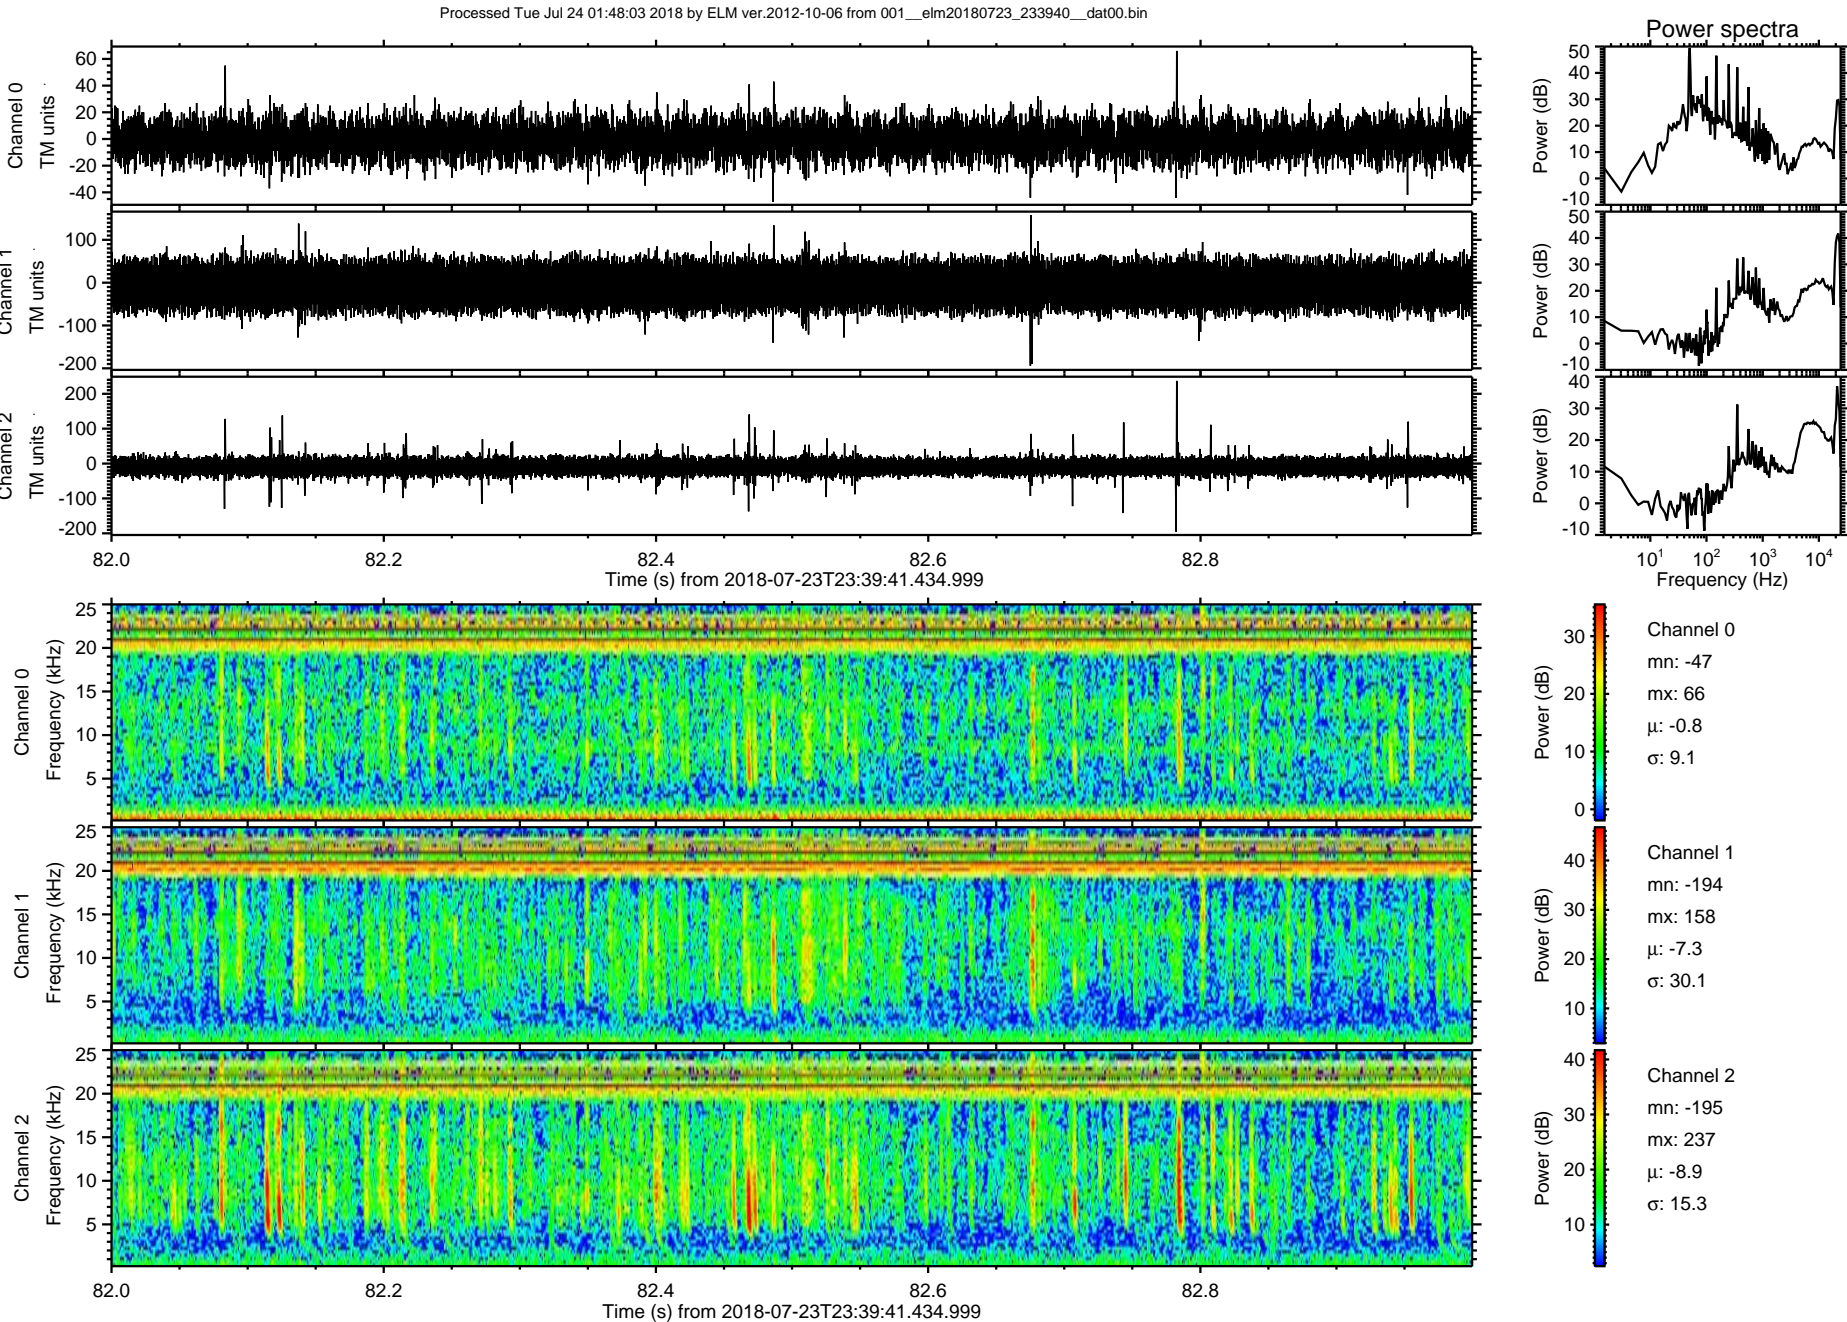 Processed Tue Jul 24 01:48:03 2018 by ELM ver.2012-10-06 from 001__elm20180723_233940__dat00.bin
Power spectra
Channel 0
TM units
60
40
20
0
-20
-40
Power (dB)
50
40
30
20
10
0
-10
Channel 1
TM units
100
0
-100
-200
Power (dB)
50
40
30
20
10
0
-10
Channel 2
TM units
200
100
0
-100
-200
Power (dB)
40
30
20
10
0
-10
82.0 82.2 82.4 82.6 82.8
Time (s) from 2018-07-23T23:39:41.434.999
10¹ 10² 10³ 10⁴
Frequency (Hz)
Channel 0
Frequency (kHz)
25
20
15
10
5
Power (dB)
30
20
10
0
Channel 0
mn: -47
mx: 66
μ: -0.8
σ: 9.1
Channel 1
Frequency (kHz)
25
20
15
10
5
Power (dB)
40
30
20
10
Channel 1
mn: -194
mx: 158
μ: -7.3
σ: 30.1
Channel 2
Frequency (kHz)
25
20
15
10
5
Power (dB)
40
30
20
10
Channel 2
mn: -195
mx: 237
μ: -8.9
σ: 15.3
82.0 82.2 82.4 82.6 82.8
Time (s) from 2018-07-23T23:39:41.434.999